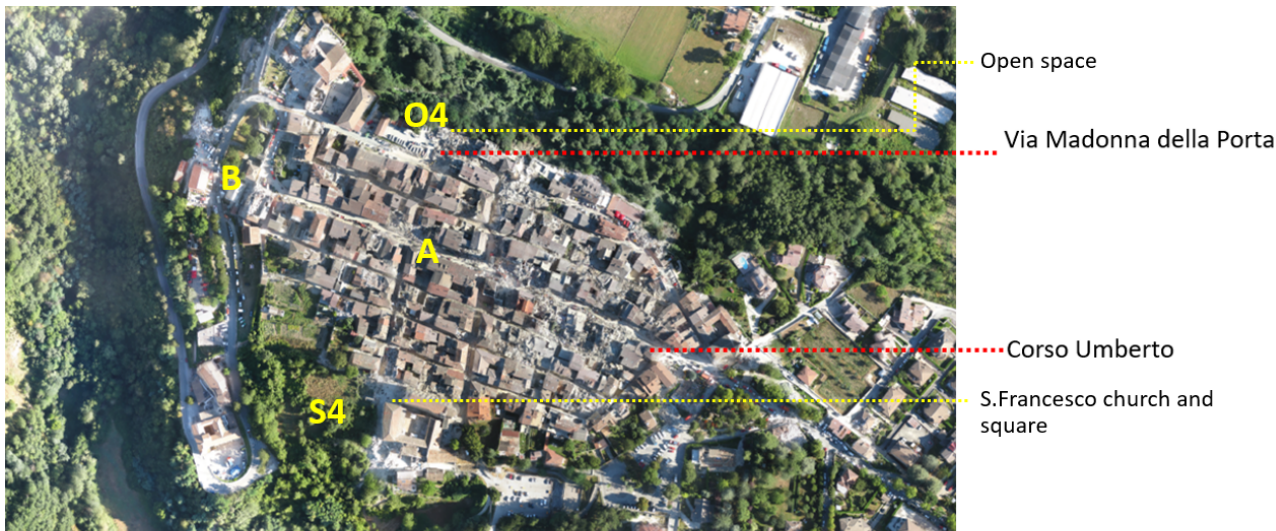 Open space
O4
Via Madonna della Porta
B
A
Corso Umberto
S.Francesco church and
square
S4